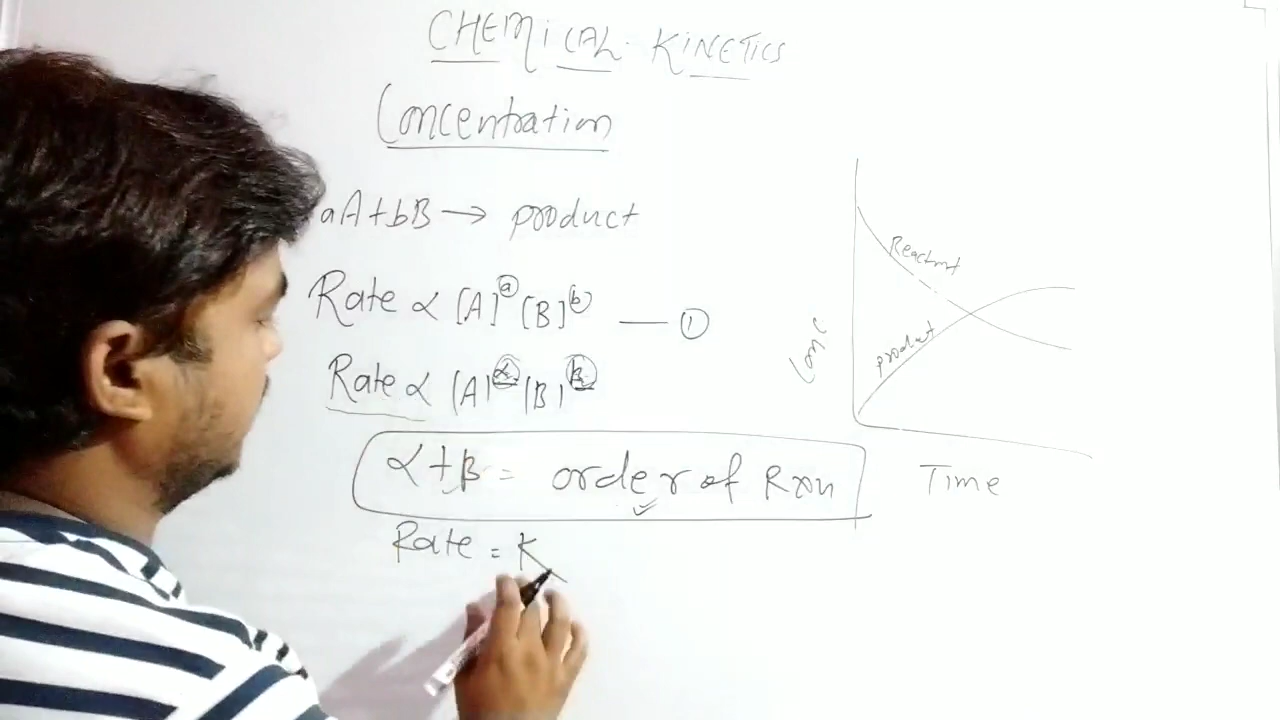 CHEMICAL KINETICS
Concentration
aA+bB → product
Rate ∝ [A]ᵃ [B]ᵇ — ①
Rate ∝ [A]^α [B]^β
α+β = order of Rxn
Rate = K
Reactant
product
Conc
Time